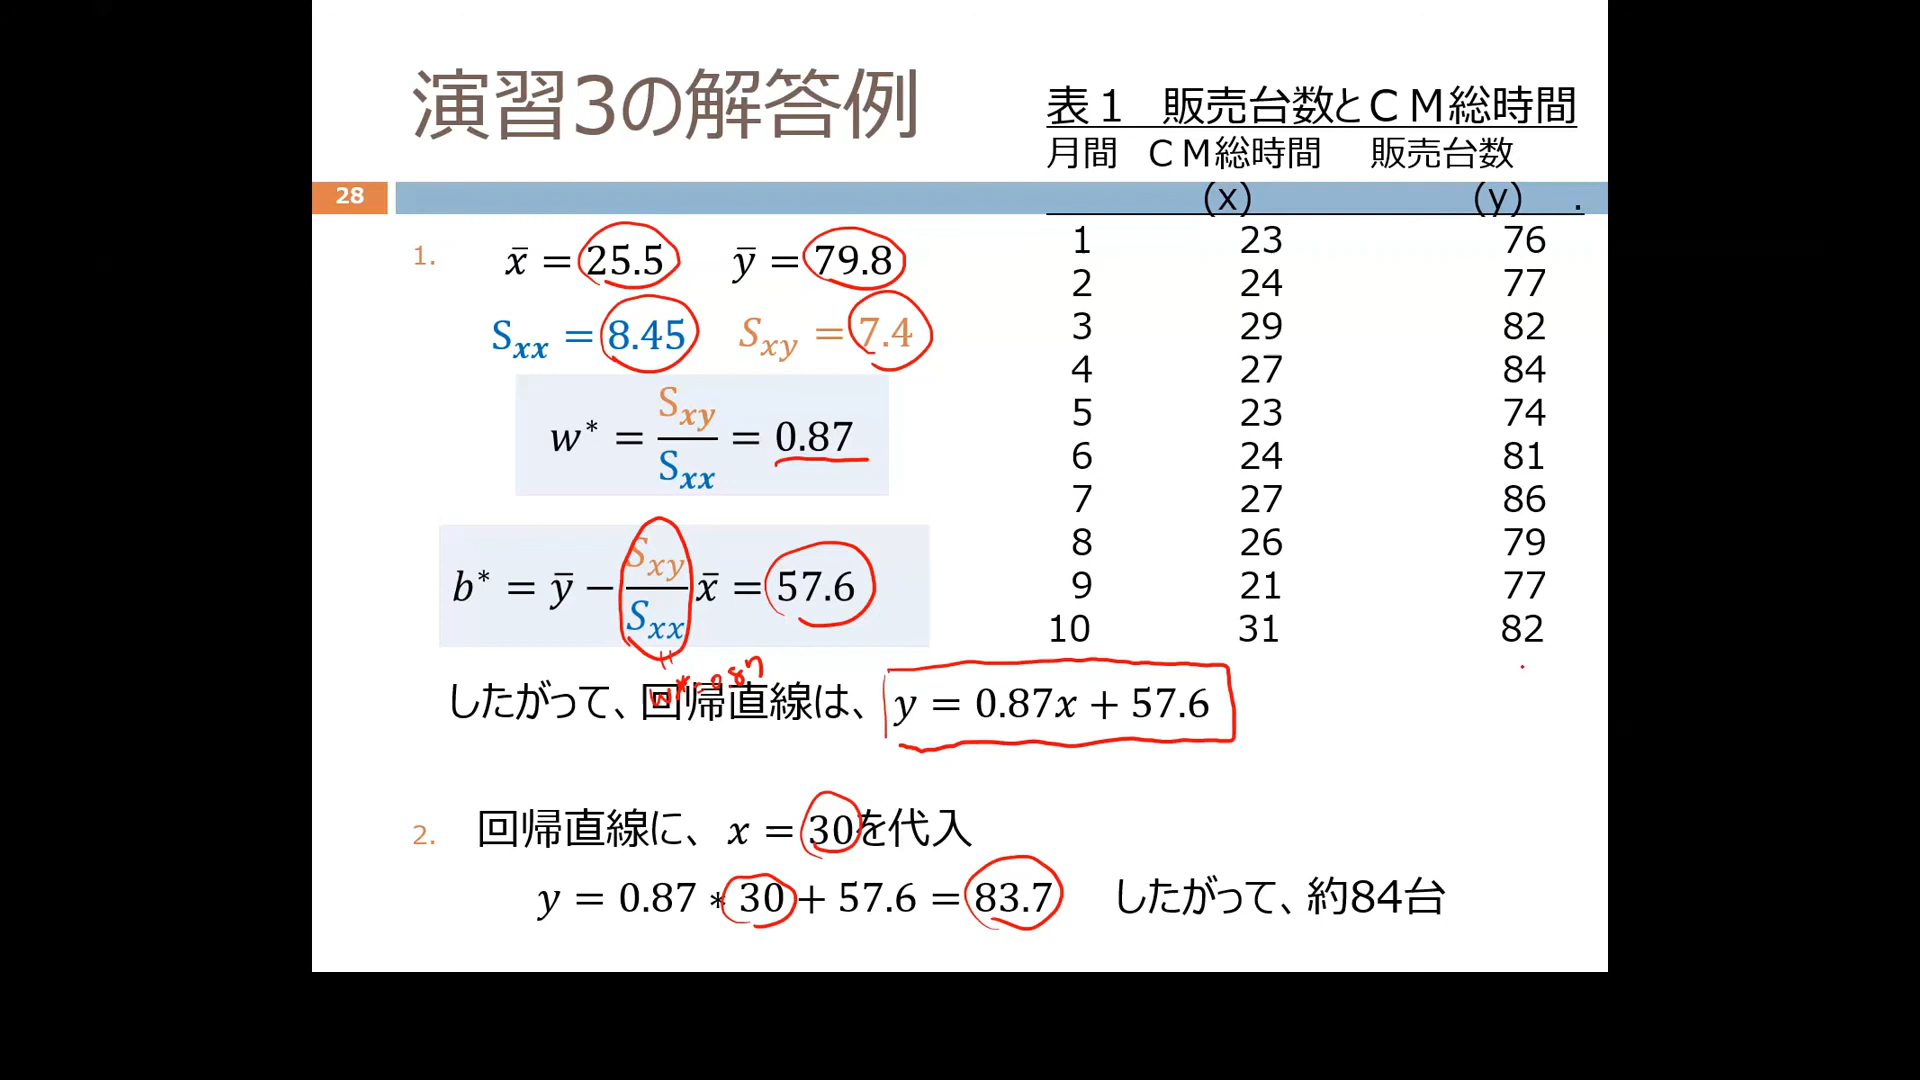 演習3の解答例
28
1. x̄ = 25.5 ȳ = 79.8
Sxx = 8.45 Sxy = 7.4
w* = Sxy/Sxx = 0.87
b* = ȳ − Sxy/Sxx x̄ = 57.6
w*=0.87
したがって、回帰直線は、 y = 0.87x + 57.6
2. 回帰直線に、 x = 30を代入
y = 0.87 * 30 + 57.6 = 83.7 したがって、約84台
表1 販売台数とCM総時間
月間 CM総時間 販売台数
(x) (y) .
1 23 76
2 24 77
3 29 82
4 27 84
5 23 74
6 24 81
7 27 86
8 26 79
9 21 77
10 31 82